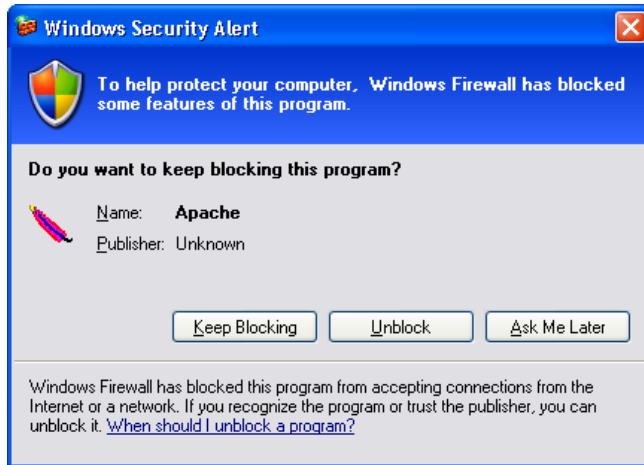 Windows Security Alert
To help protect your computer, Windows Firewall has blocked
some features of this program.
Do you want to keep blocking this program?
Name: Apache
Publisher: Unknown
Keep Blocking Unblock Ask Me Later
Windows Firewall has blocked this program from accepting connections from the
Internet or a network. If you recognize the program or trust the publisher, you can
unblock it. When should I unblock a program?